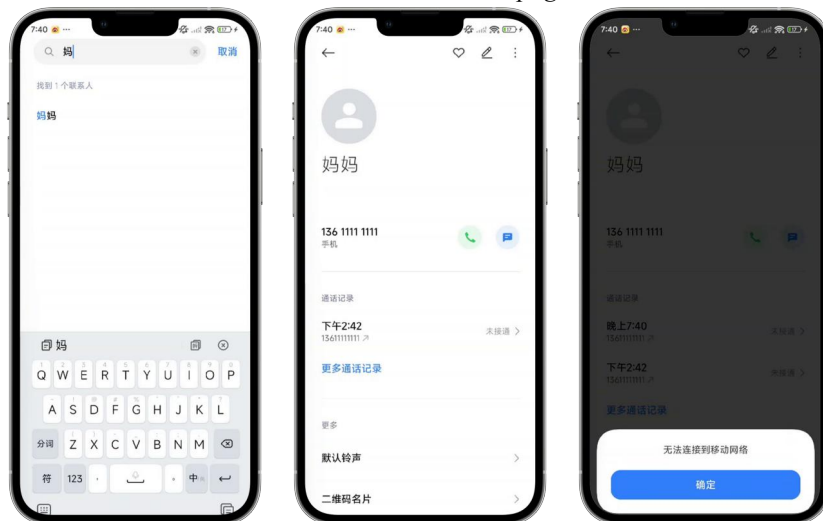 7:40
妈
取消
找到 1 个联系人
妈妈
妈
Q W E R T Y U I O P
A S D F G H J K L
分词 Z X C V B N M
符 123 , 。 中
7:40
妈妈
136 1111 1111
手机
通话记录
下午2:42
13611111111
未接通
更多通话记录
更多
默认铃声
二维码名片
7:40
妈妈
136 1111 1111
手机
通话记录
晚上7:40
13611111111
未接通
下午2:42
13611111111
未接通
更多通话记录
无法连接到移动网络
确定